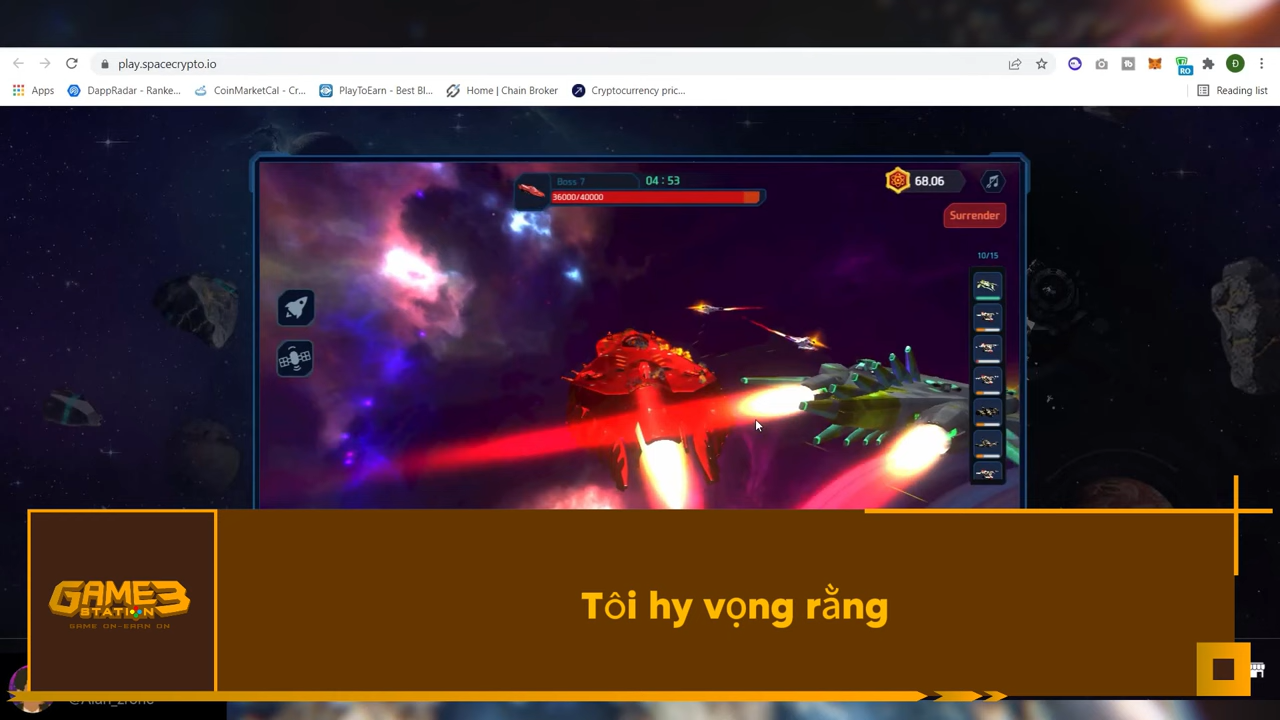 play.spacecrypto.io
Apps
DappRadar - Ranke...
CoinMarketCal - Cr...
PlayToEarn - Best Bl...
Home | Chain Broker
Cryptocurrency pric...
Reading list
RO
Đ
Boss 7
04 : 53
36000/40000
68.06
Surrender
10/15
GAME3
STATION
GAME ON-EARN ON
Tôi hy vọng rằng